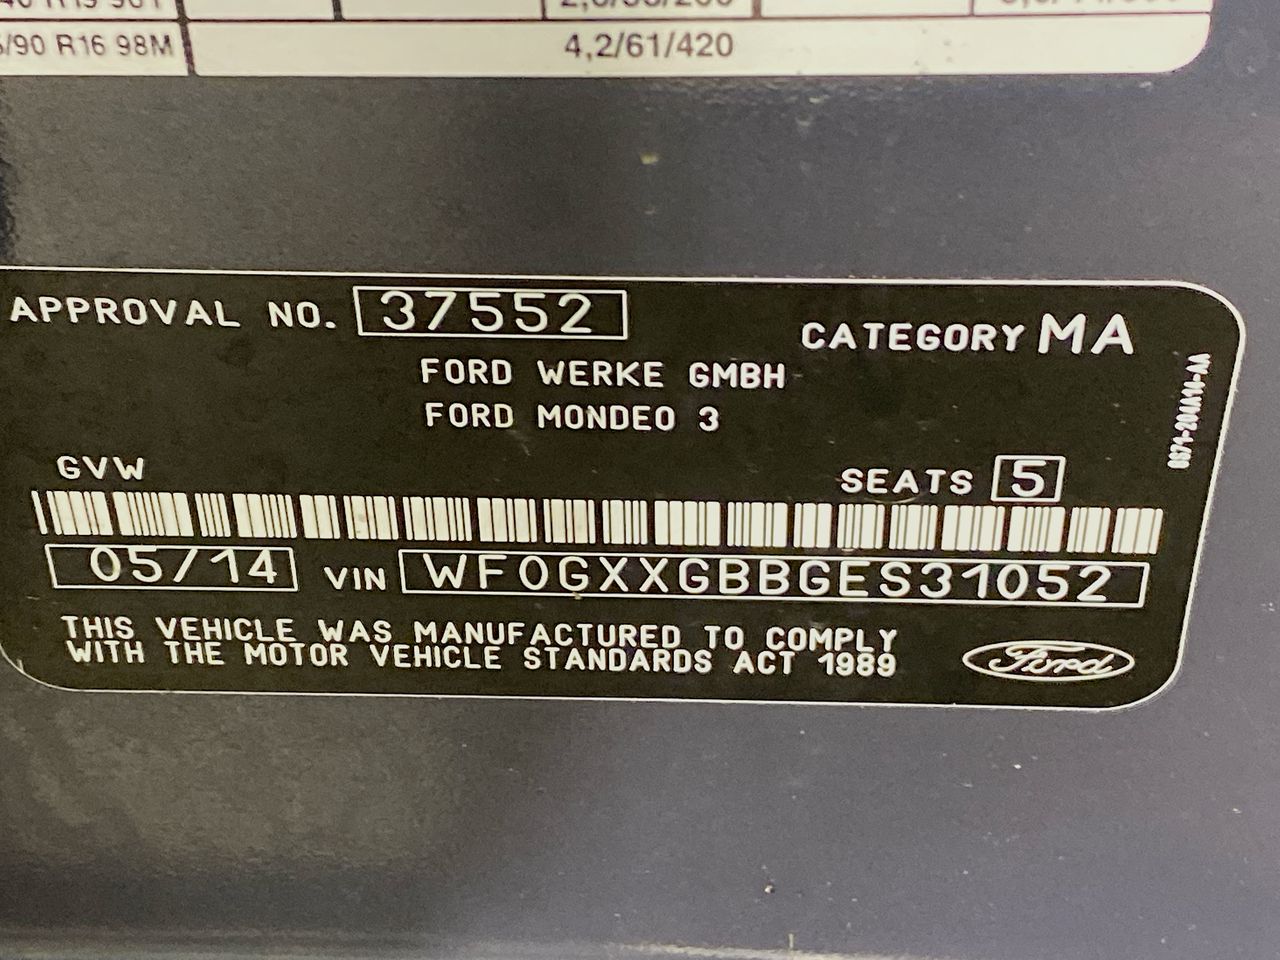 /90 R16 98M 4,2/61/420
APPROVAL NO. 37552
CATEGORY MA
FORD WERKE GMBH
FORD MONDEO 3
GVW
SEATS 5
05/14 VIN WF0GXXGBBGES31052
THIS VEHICLE WAS MANUFACTURED TO COMPLY
WITH THE MOTOR VEHICLE STANDARDS ACT 1989
Ford